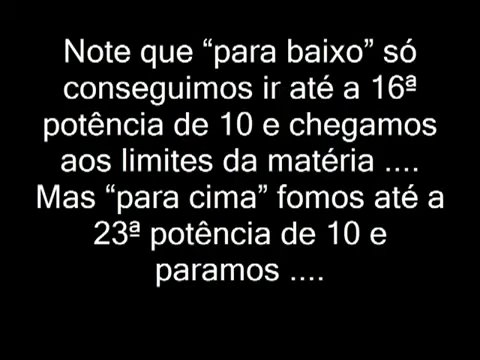 Note que “para baixo” só
conseguimos ir até a 16ª
potência de 10 e chegamos
aos limites da matéria ....
Mas “para cima” fomos até a
23ª potência de 10 e
paramos ....